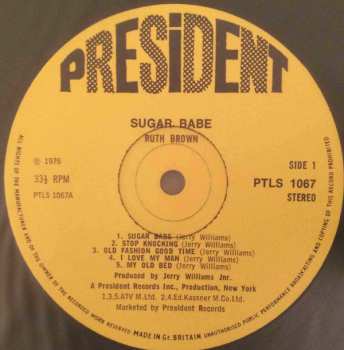 PRESiDENT
SUGAR BABE
RUTH BROWN
℗ 1976
33⅓ RPM
PTLS 1067A
SIDE 1
PTLS 1067
STEREO
1. SUGAR BABE (Jerry Williams)
2. STOP KNOCKING (Jerry Williams)
3. OLD FASHION GOOD TIME (Jerry Williams)
4. I LOVE MY MAN (Jerry Williams)
5. MY OLD BED (Jerry Williams)
Produced by Jerry Williams Jnr.
A President Records Inc., Production, New York
1.3.5.ATV M.Ltd. 2.4.Ed.Kassner M.Co.Ltd.
Marketed by President Records
ALL RIGHTS OF THE MANUFACTURER AND OF THE OWNER OF THE RECORDED WORK RESERVED MADE IN Gt. BRITAIN UNAUTHORISED PUBLIC PERFORMANCE BROADCASTING AND COPYING OF THIS RECORD PROHIBITED